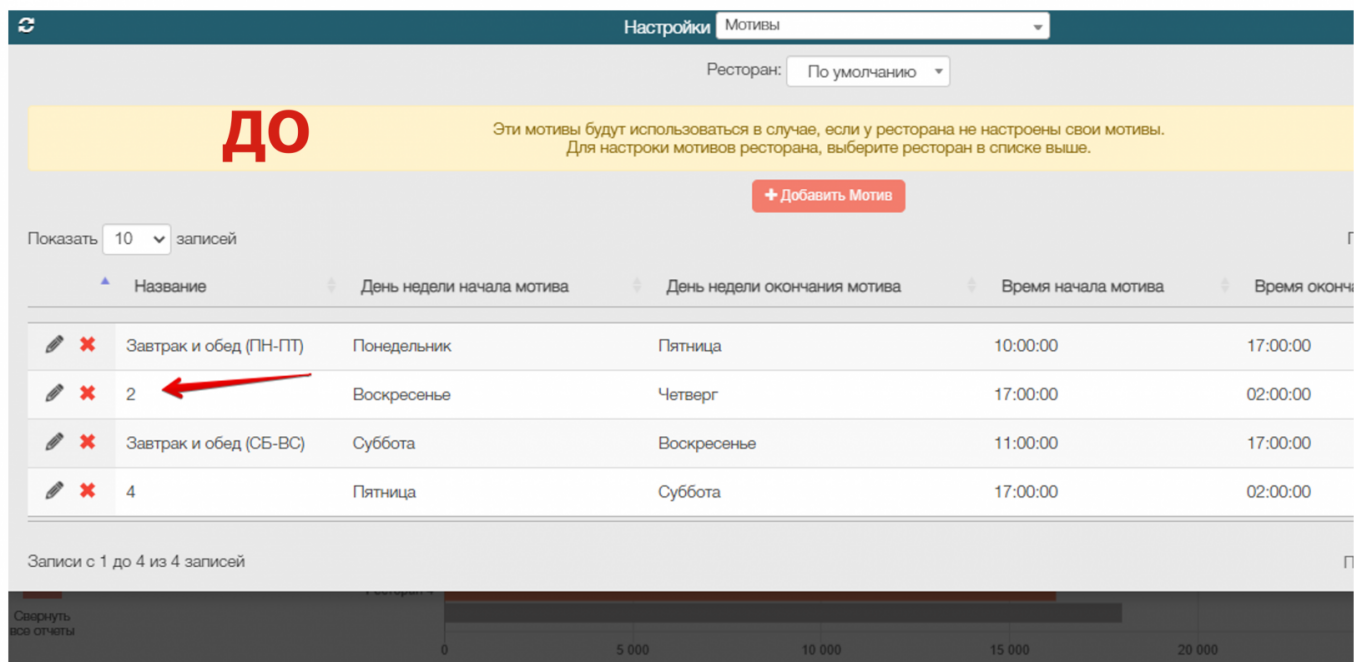 Настройки Мотивы
Ресторан: По умолчанию
ДО
Эти мотивы будут использоваться в случае, если у ресторана не настроены свои мотивы.
Для настроки мотивов ресторана, выберите ресторан в списке выше.
+ Добавить Мотив
Показать 10 записей
Название День недели начала мотива День недели окончания мотива Время начала мотива Время оконча
Завтрак и обед (ПН-ПТ) Понедельник Пятница 10:00:00 17:00:00
2 Воскресенье Четверг 17:00:00 02:00:00
Завтрак и обед (СБ-ВС) Суббота Воскресенье 11:00:00 17:00:00
4 Пятница Суббота 17:00:00 02:00:00
Записи с 1 до 4 из 4 записей
Свернуть
все отчеты
0 5 000 10 000 15 000 20 000